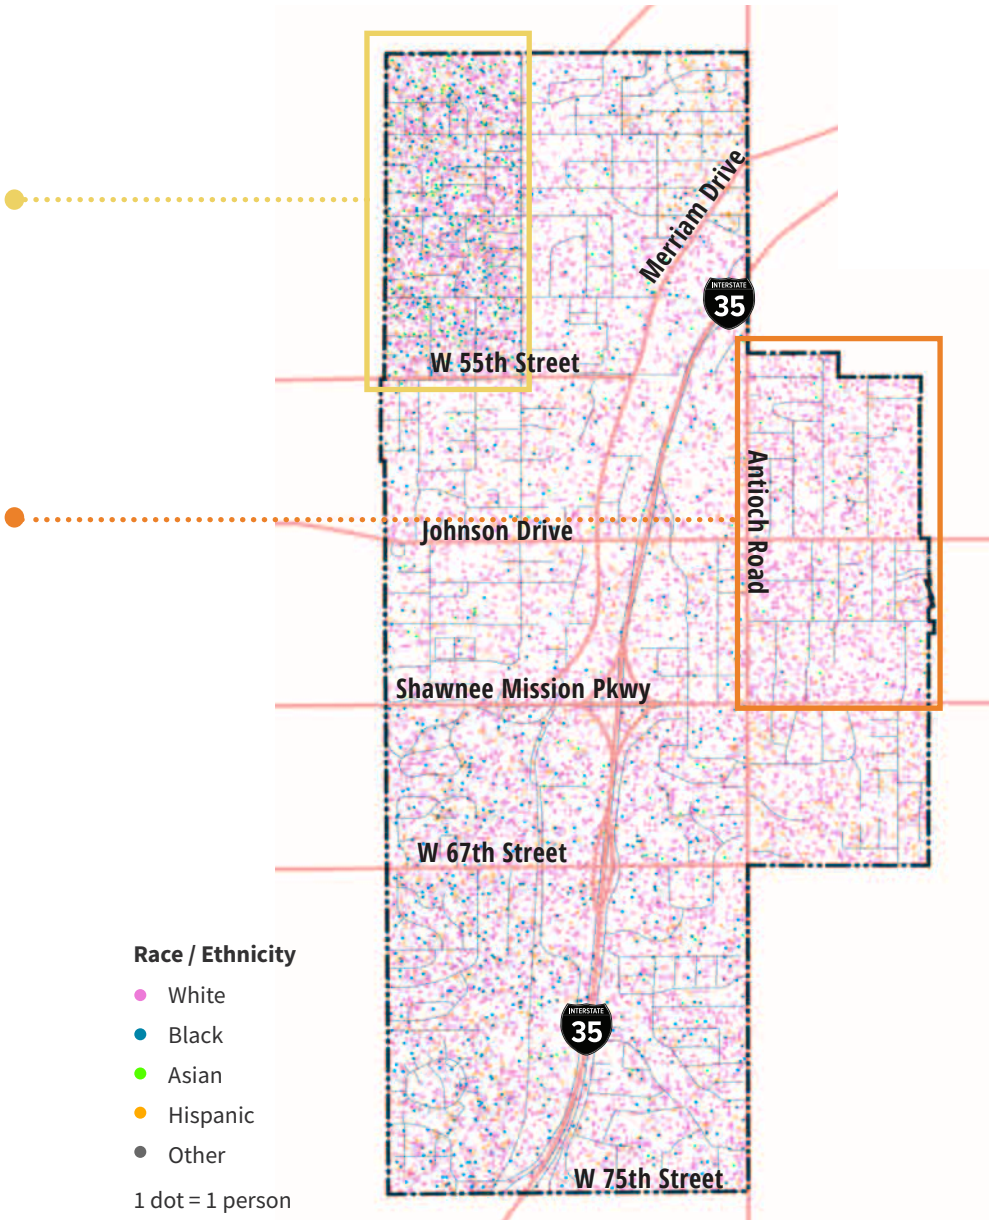 Merriam Drive
INTERSTATE
35
W 55th Street
Antioch Road
Johnson Drive
Shawnee Mission Pkwy
W 67th Street
Race / Ethnicity
White
Black
Asian
Hispanic
Other
1 dot = 1 person
INTERSTATE
35
W 75th Street